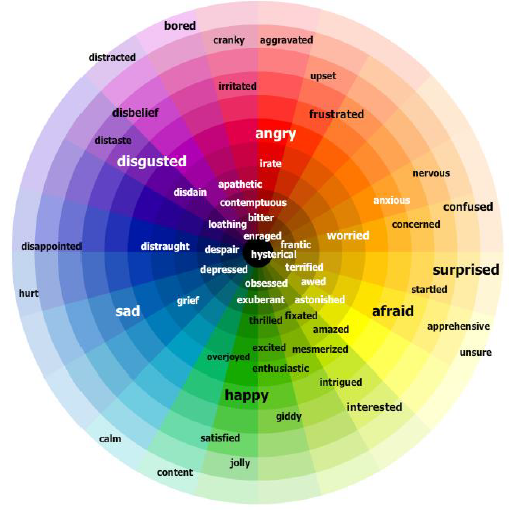 bored
cranky
aggravated
distracted
upset
irritated
disbelief
frustrated
angry
distaste
disgusted
irate
nervous
apathetic
disdain
anxious
contemptuous
confused
bitter
loathing
concerned
enraged
worried
frantic
disappointed
distraught
despair
hysterical
terrified
surprised
depressed
obsessed
awed
startled
hurt
grief
exuberant
astonished
sad
afraid
fixated
thrilled
apprehensive
amazed
excited
mesmerized
unsure
overjoyed
enthusiastic
intrigued
happy
interested
giddy
calm
satisfied
jolly
content